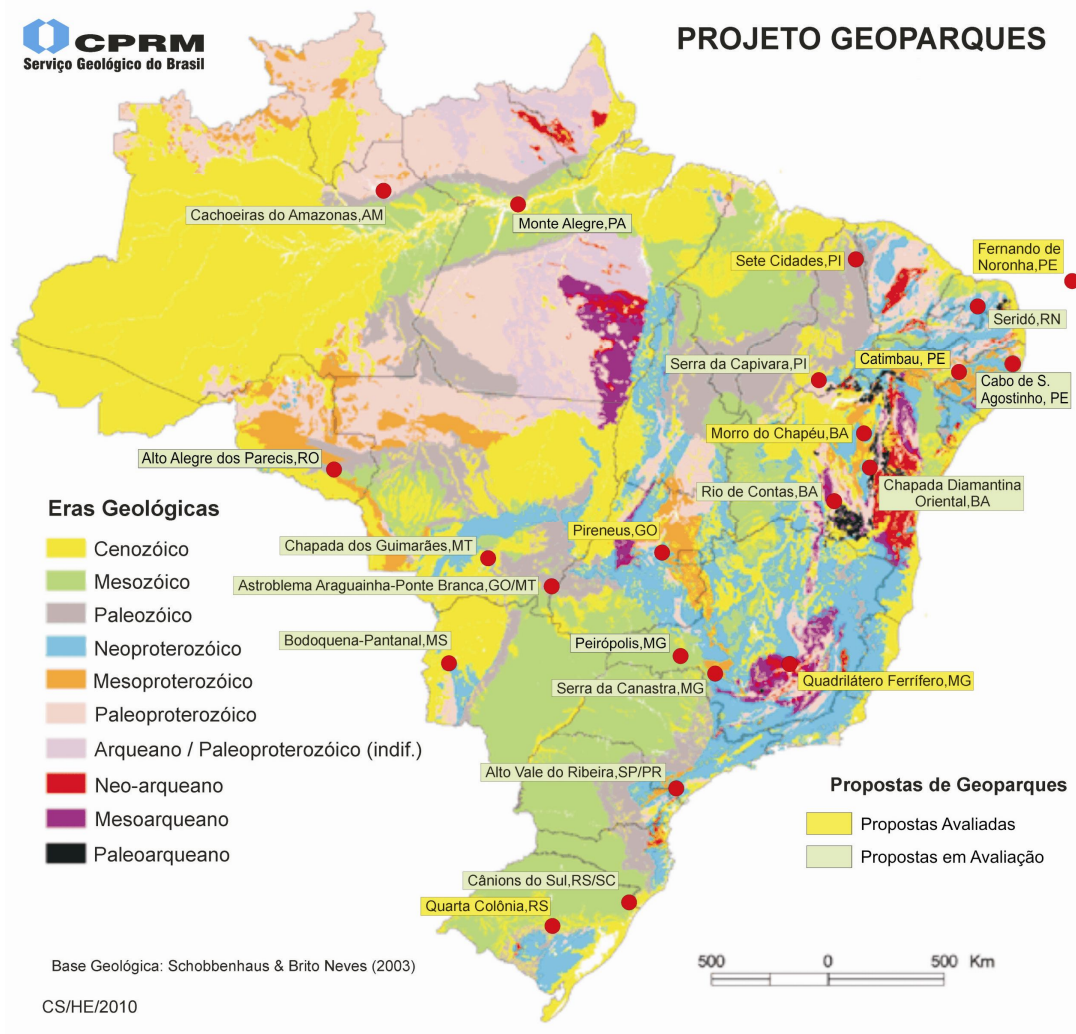 CPRM
Serviço Geológico do Brasil
PROJETO GEOPARQUES
Cachoeiras do Amazonas,AM
Monte Alegre,PA
Sete Cidades,PI
Fernando de
Noronha,PE
Seridó,RN
Serra da Capivara,PI
Catimbau, PE
Cabo de S.
Agostinho, PE
Morro do Chapéu,BA
Alto Alegre dos Parecis,RO
Rio de Contas,BA
Chapada Diamantina
Oriental,BA
Pireneus,GO
Chapada dos Guimarães,MT
Astroblema Araguainha-Ponte Branca,GO/MT
Bodoquena-Pantanal,MS
Peirópolis,MG
Serra da Canastra,MG
Quadrilátero Ferrífero,MG
Alto Vale do Ribeira,SP/PR
Cânions do Sul,RS/SC
Quarta Colônia,RS
Eras Geológicas
Cenozóico
Mesozóico
Paleozóico
Neoproterozóico
Mesoproterozóico
Paleoproterozóico
Arqueano / Paleoproterozóico (indif.)
Neo-arqueano
Mesoarqueano
Paleoarqueano
Propostas de Geoparques
Propostas Avaliadas
Propostas em Avaliação
Base Geológica: Schobbenhaus & Brito Neves (2003)
500 0 500 Km
CS/HE/2010